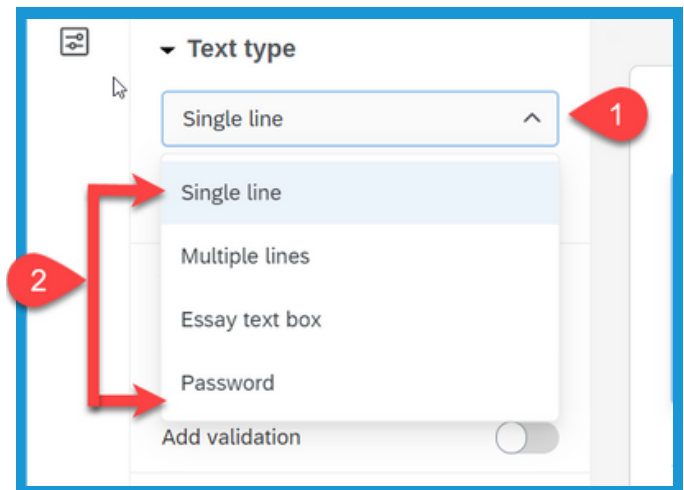 Text type
Single line
1
Single line
Multiple lines
2
Essay text box
Password
Add validation